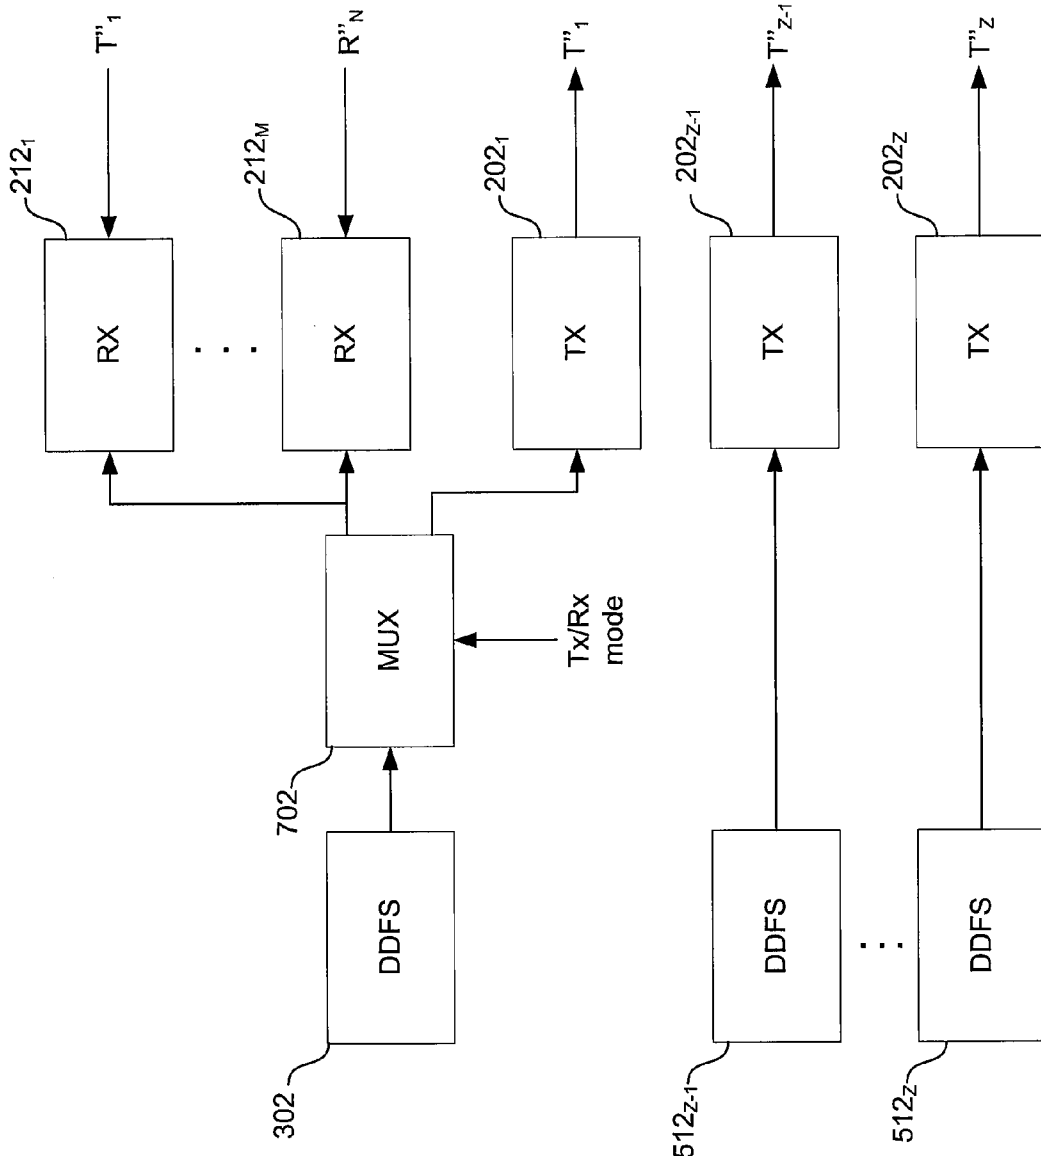 T"₁
R"N
T"₁
T"Z-1
T"Z
212₁
212M
202₁
202Z-1
202Z
RX
RX
TX
TX
TX
. . .
MUX
Tx/Rx
mode
702
DDFS
DDFS
DDFS
. . .
302
512Z-1
512Z